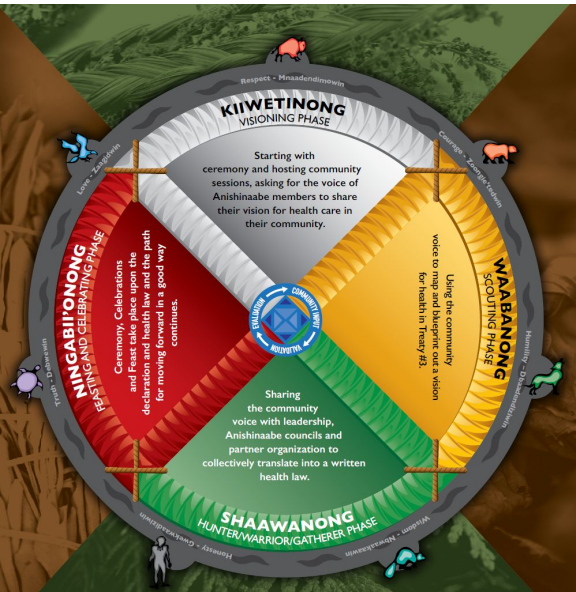 Respect - Mnaadendimowin
KIIWETINONG
VISIONING PHASE
Starting with
ceremony and hosting community
sessions, asking for the voice of
Anishinaabe members to share
their vision for health care in
their community.
Courage - Zoongie'tedwin
WAABANONG
SCOUTING PHASE
Using the community
voice to map and blueprint out a vision
for health in Treaty #3.
Humility - Dbaadendiziwin
Wisdom - Nbwaakaawin
SHAAWANONG
HUNTER/WARRIOR/GATHERER PHASE
Sharing
the community
voice with leadership,
Anishinaabe councils and
partner organization to
collectively translate into a written
health law.
Honesty - Gwekwaadziwin
Truth - Debwewin
NINGABII'ONONG
FEASTING AND CELEBRATING PHASE
Ceremony, Celebrations
and Feast take place upon the
declaration and health law and the path
for moving forward in a good way
continues.
Love - Zaagidwin
COMMUNITY INPUT
VALIDATION
EVALUATION